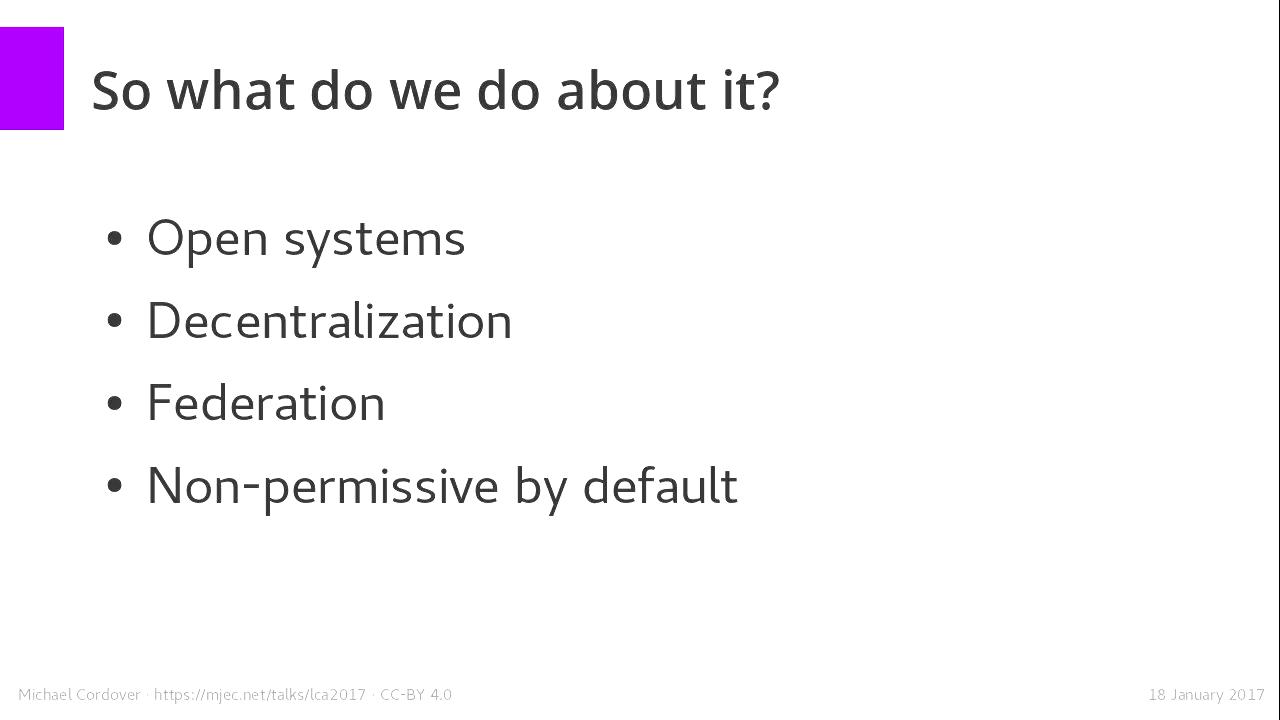 So what do we do about it?
• Open systems
• Decentralization
• Federation
• Non-permissive by default
Michael Cordover · https://mjec.net/talks/lca2017 · CC-BY 4.0
18 January 2017